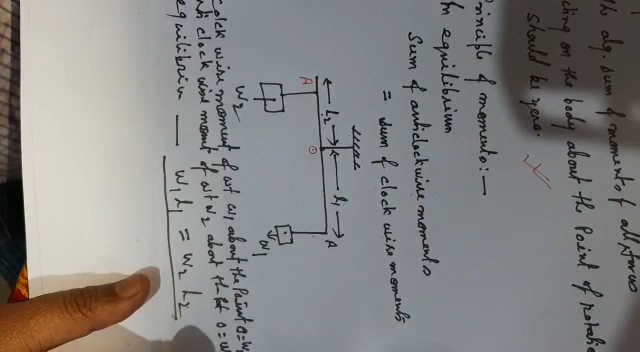 the alg. sum of moments of all forces
acting on the body about the point of rotatio
should be zero.
Principle of moments:—
In equilibrium
Sum of anticlockwise moments
= sum of clock wise moments
A l2 l1 A
O
W2 W1
Clock wise moment of wt W1 about the point O = W
Anti clock wise moment of wt W2 about the pt O = W
equilibrium — W1 l1 = W2 l2